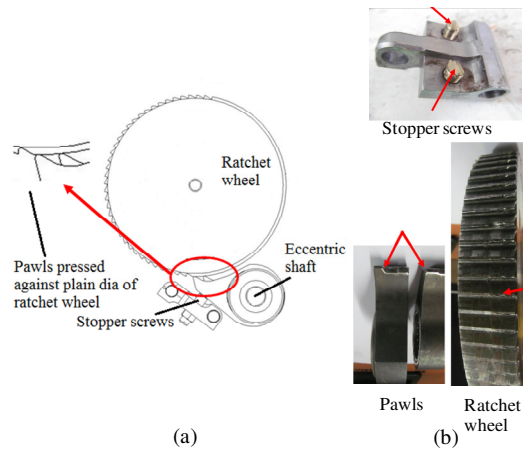 Ratchet
wheel
Eccentric
shaft
Pawls pressed
against plain dia of
ratchet wheel
Stopper screws
(a)
Stopper screws
Pawls
Ratchet
wheel
(b)